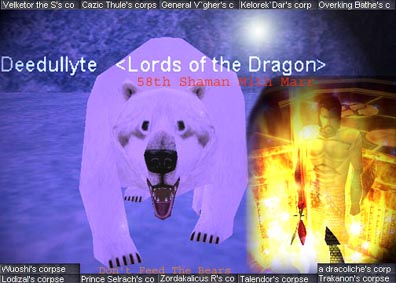 Velketor the S's co
Cazic Thule's corps
General V`gher's c
Kelorek`Dar's corp
Overking Bathe's c
Deedullyte <Lords of the Dragon>
58th Shaman With Marr
Don't Feed The Bears
Wuoshi's corpse
a dracoliche's corp
Lodizal's corpse
Prince Selrach's co
Zordakalicus R's co
Talendor's corpse
Trakanon's corpse